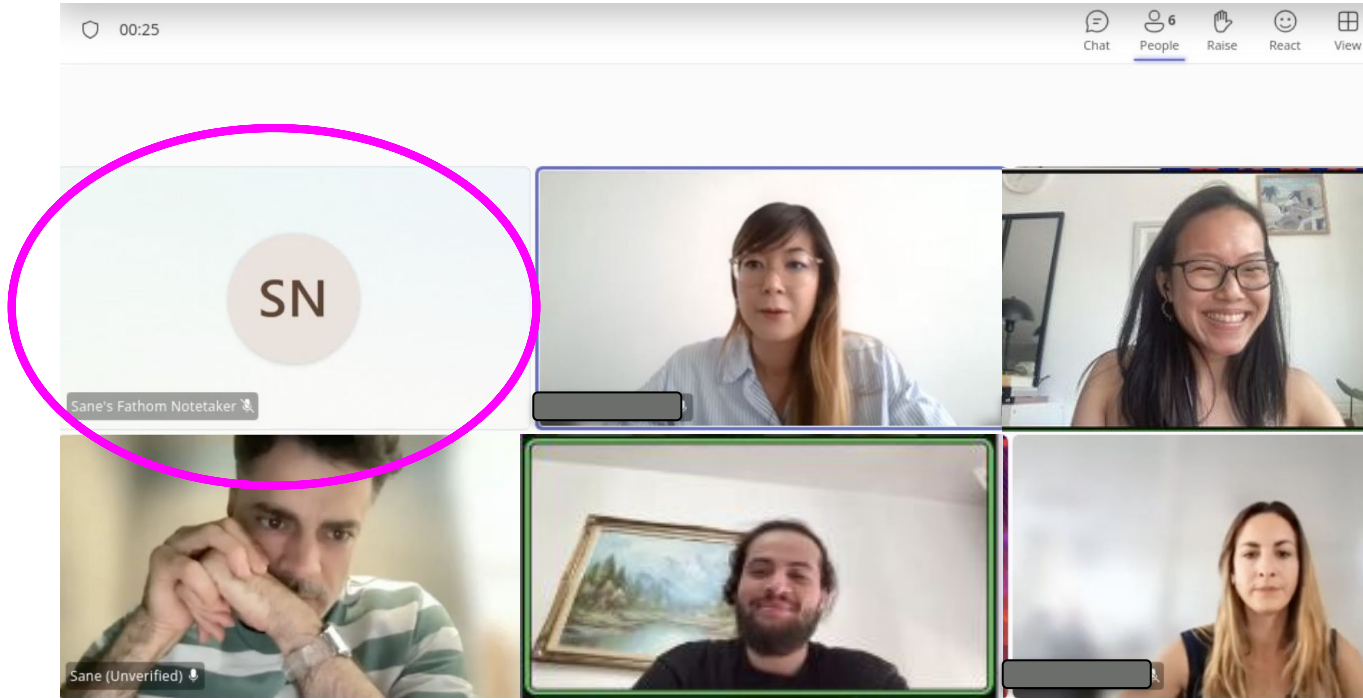 00:25
Chat
People
6
Raise
React
View
SN
Sane's Fathom Notetaker
Sane (Unverified)